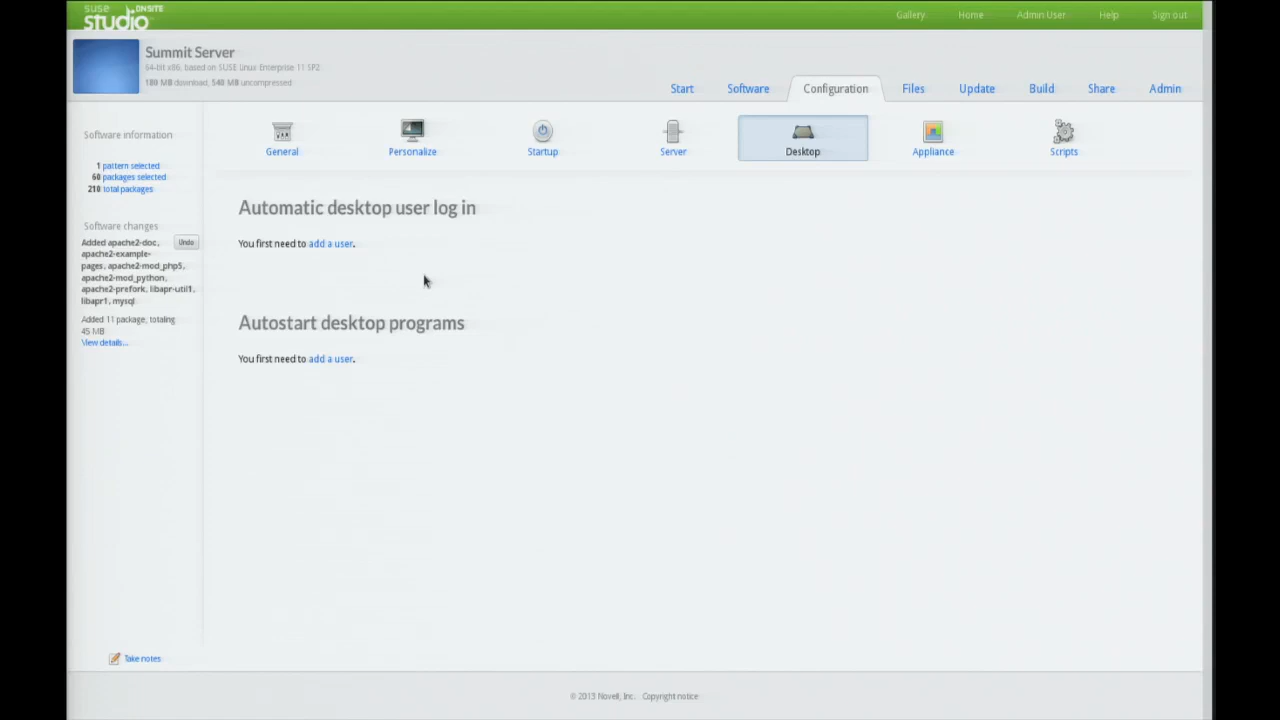 suse ONSITE
studio
Gallery
Home
Admin User
Help
Sign out
Summit Server
64-bit x86, based on SUSE Linux Enterprise 11 SP2
180 MB download, 540 MB uncompressed
Start
Software
Configuration
Files
Update
Build
Share
Admin
General
Personalize
Startup
Server
Desktop
Appliance
Scripts
Software information
1 pattern selected
60 packages selected
210 total packages
Software changes
Undo
Added apache2-doc,
apache2-example-
pages, apache2-mod_php5,
apache2-mod_python,
apache2-prefork, libapr-util1,
libapr1, mysql
Added 11 package, totaling
45 MB
View details...
Automatic desktop user log in
You first need to add a user.
Autostart desktop programs
You first need to add a user.
Take notes
© 2013 Novell, Inc. Copyright notice